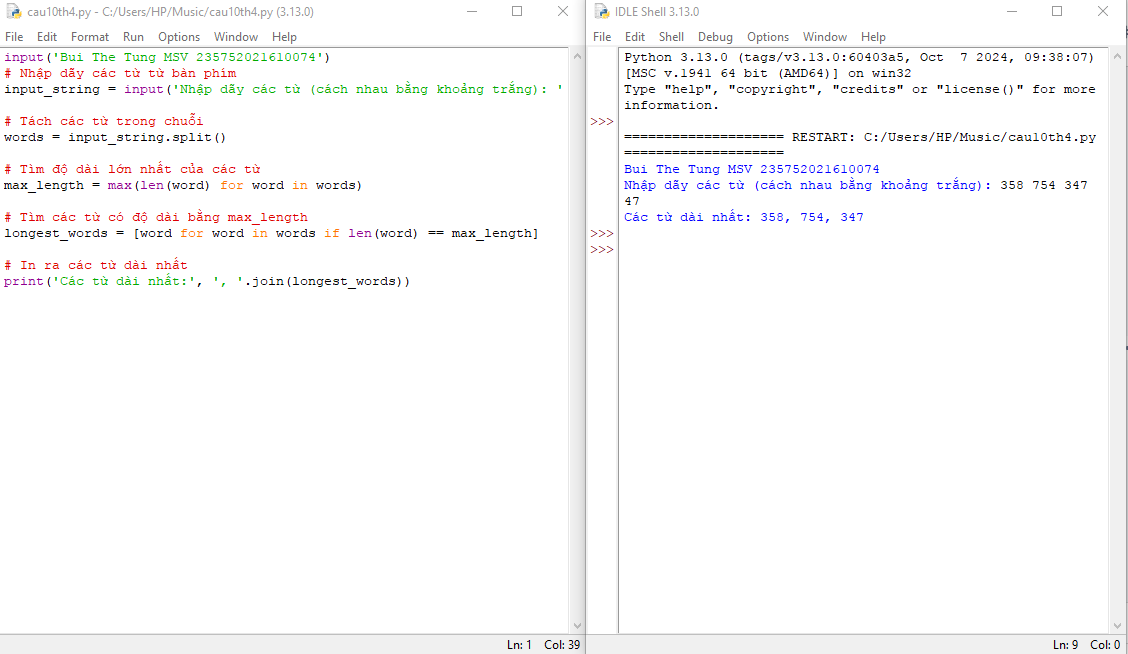 cau10th4.py - C:/Users/HP/Music/cau10th4.py (3.13.0)
File Edit Format Run Options Window Help
input('Bui The Tung MSV 235752021610074')
# Nhập dãy các từ từ bàn phím
input_string = input('Nhập dãy các từ (cách nhau bằng khoảng trắng): '
# Tách các từ trong chuỗi
words = input_string.split()
# Tìm độ dài lớn nhất của các từ
max_length = max(len(word) for word in words)
# Tìm các từ có độ dài bằng max_length
longest_words = [word for word in words if len(word) == max_length]
# In ra các từ dài nhất
print('Các từ dài nhất:', ', '.join(longest_words))
Ln: 1 Col: 39
IDLE Shell 3.13.0
File Edit Shell Debug Options Window Help
Python 3.13.0 (tags/v3.13.0:60403a5, Oct  7 2024, 09:38:07)
[MSC v.1941 64 bit (AMD64)] on win32
Type "help", "copyright", "credits" or "license()" for more
information.
>>>
==================== RESTART: C:/Users/HP/Music/cau10th4.py
====================
Bui The Tung MSV 235752021610074
Nhập dãy các từ (cách nhau bằng khoảng trắng): 358 754 347
47
Các từ dài nhất: 358, 754, 347
>>>
>>>
Ln: 9 Col: 0